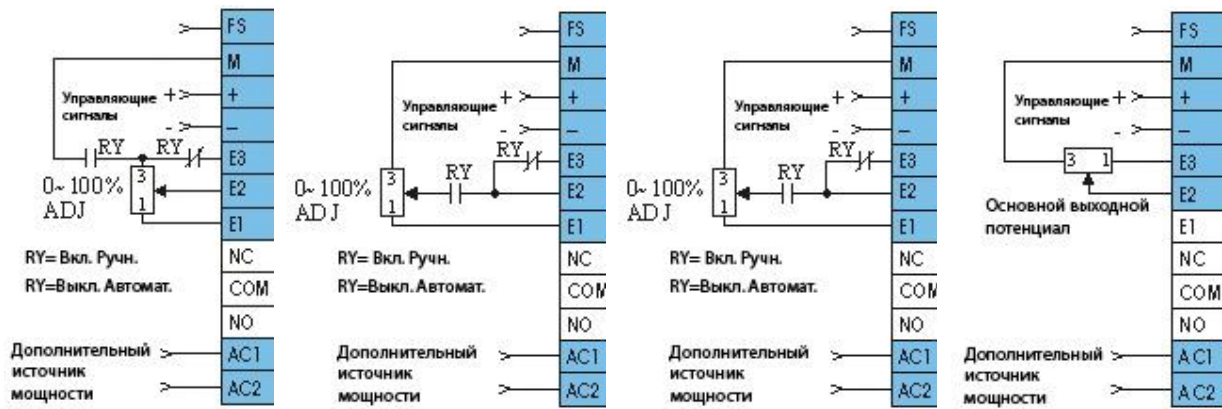 FS
M
Управляющие +
+
сигналы
-
–
RY RY
E3
3
0~ 100%
ADJ
E2
1
E1
RY= Вкл. Ручн.
NC
RY=Выкл. Автомат.
COM
NO
Дополнительный
источник
мощности
AC1
AC2
FS
M
Управляющие +
+
сигналы
-
–
RY
E3
RY
3
0~ 100%
ADJ
E2
1
E1
RY= Вкл. Ручн.
NC
RY=Выкл. Автомат.
COM
NO
Дополнительный
источник
мощности
AC1
AC2
FS
M
Управляющие +
+
сигналы
-
–
RY
E3
RY
3
0~ 100%
ADJ
E2
1
E1
RY= Вкл. Ручн.
NC
RY=Выкл. Автомат.
COM
NO
Дополнительный
источник
мощности
AC1
AC2
FS
M
Управляющие +
+
сигналы
-
–
3 1
E3
E2
Основной выходной
потенциал
E1
NC
COM
NO
Дополнительный
источник
мощности
AC1
AC2